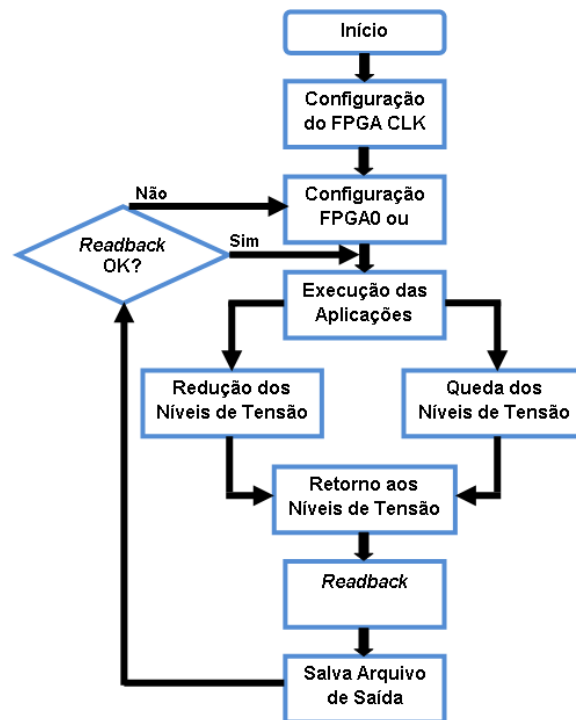 Início
Configuração
do FPGA CLK
Não
Configuração
FPGA0 ou
Readback
OK?
Sim
Execução das
Aplicações
Redução dos
Níveis de Tensão
Queda dos
Níveis de Tensão
Retorno aos
Níveis de Tensão
Readback
Salva Arquivo
de Saída